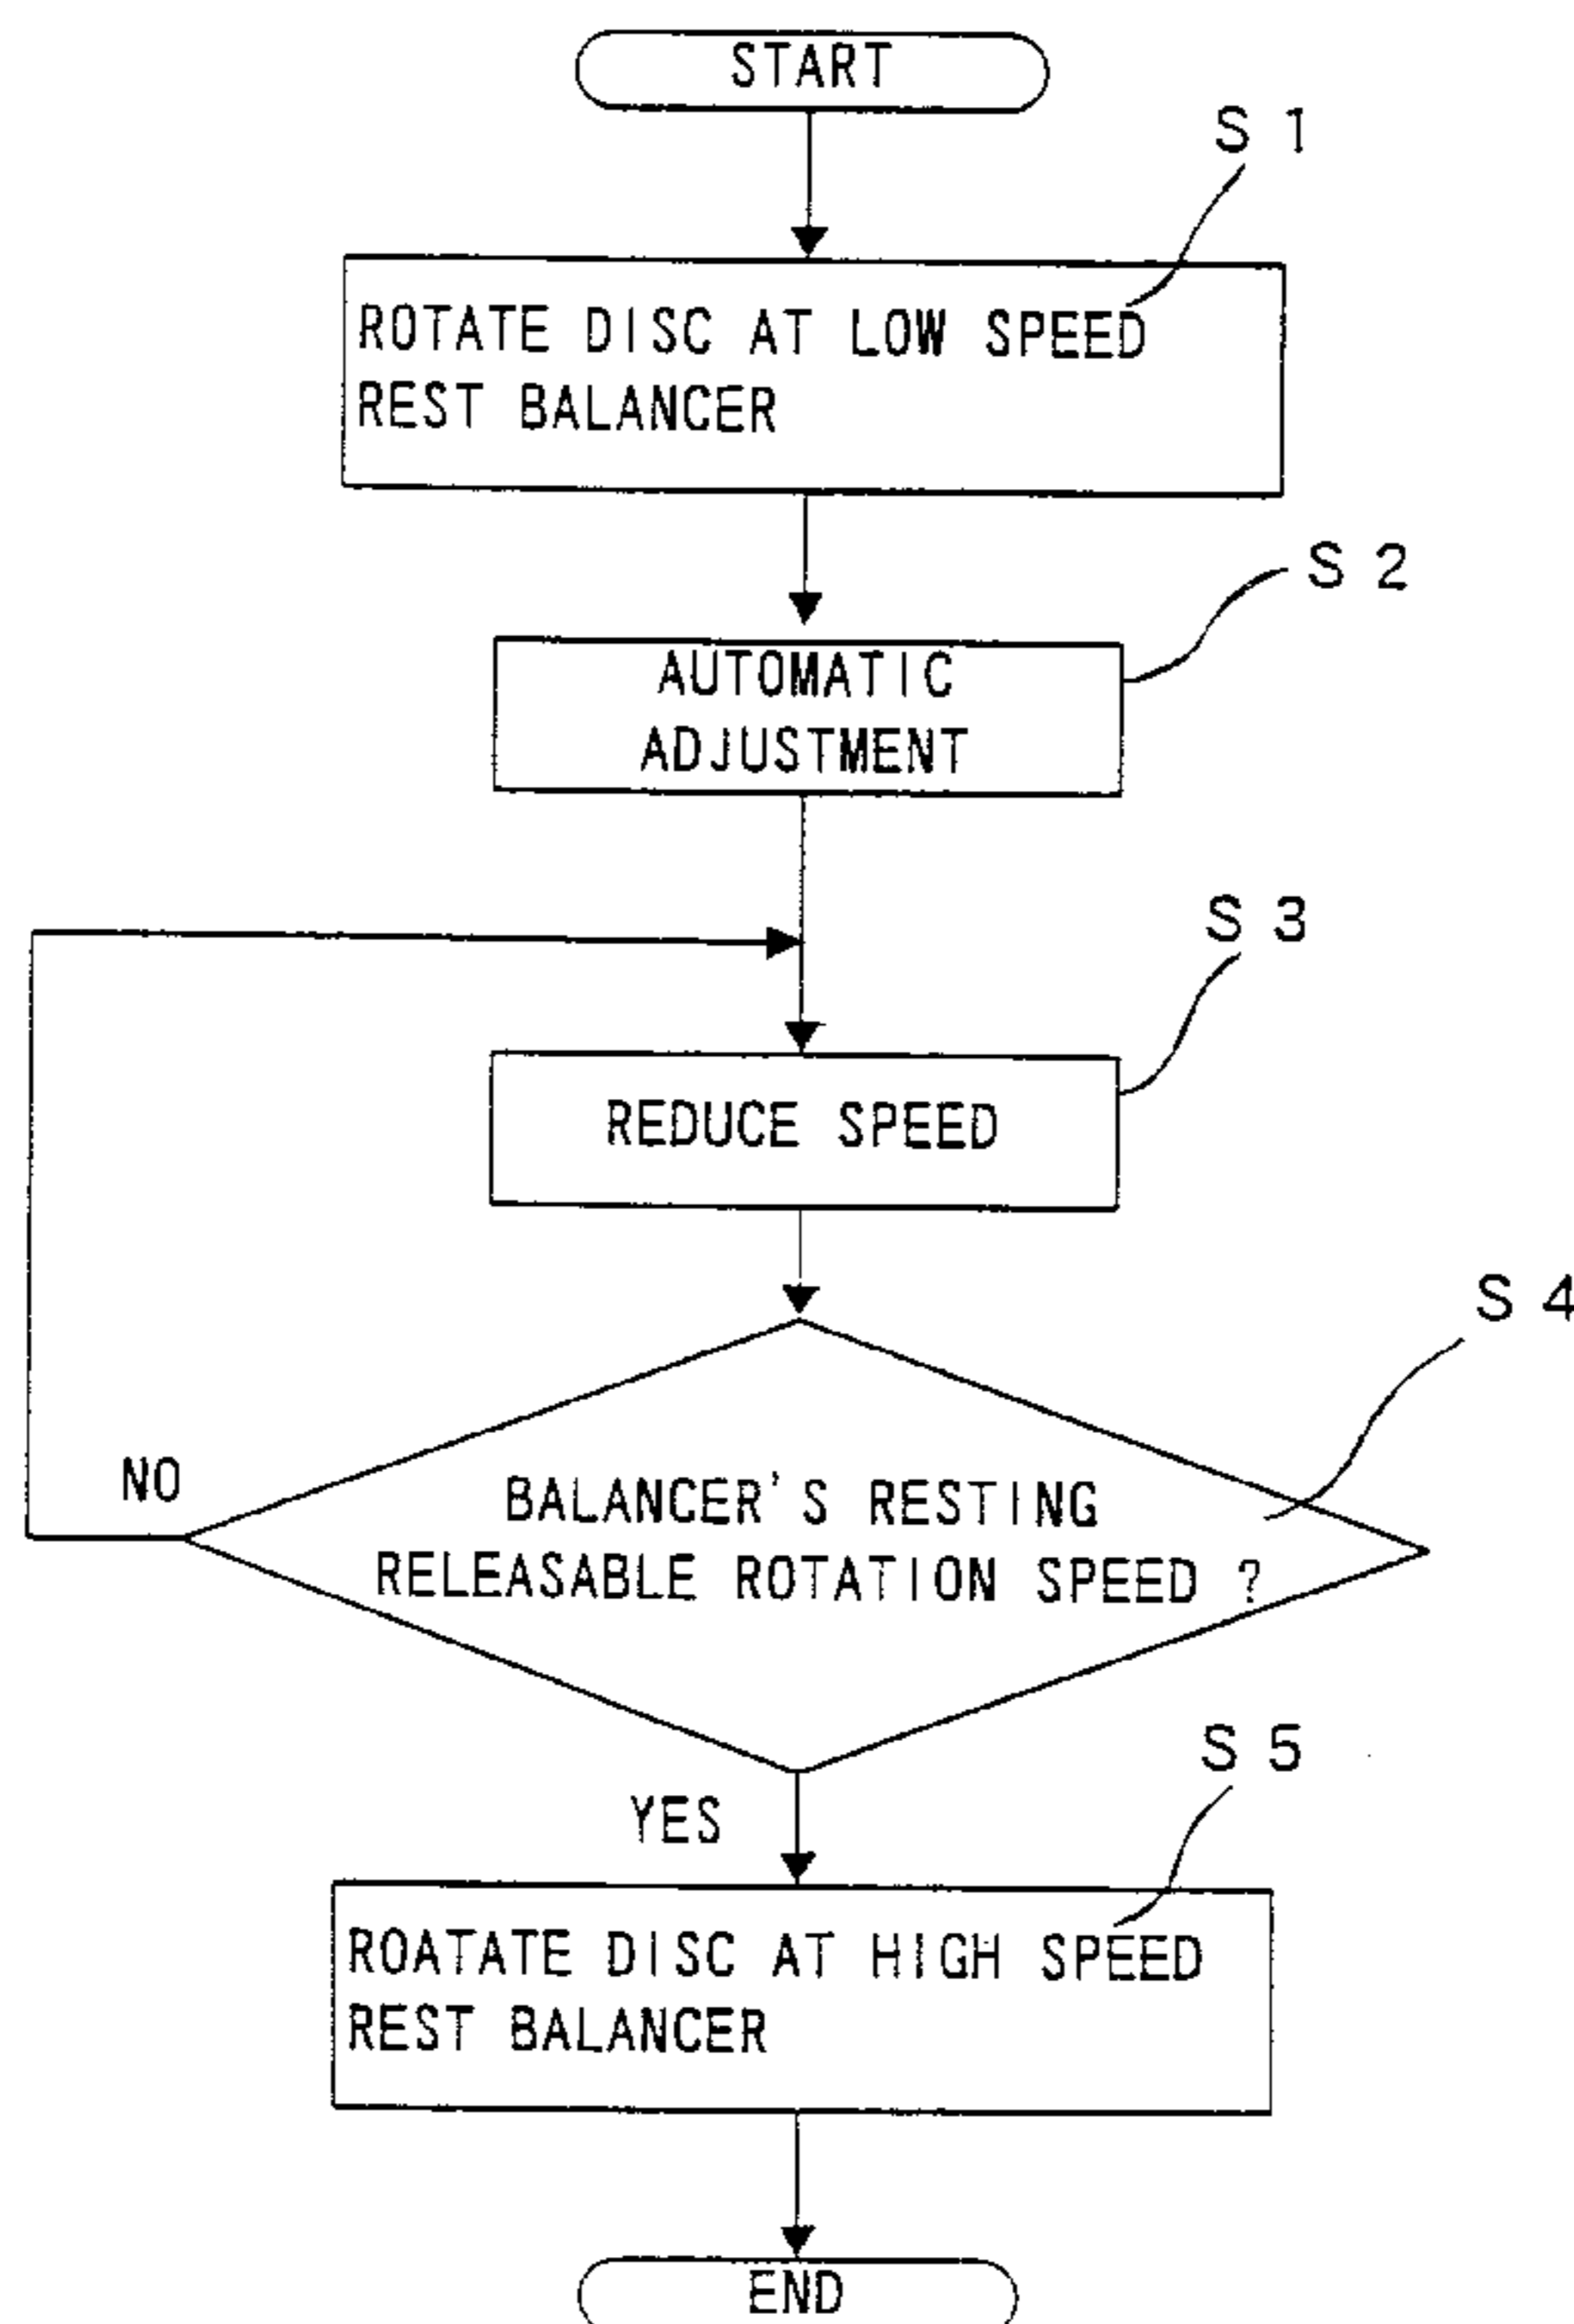 START
S 1
ROTATE DISC AT LOW SPEED
REST BALANCER
S 2
AUTOMATIC
ADJUSTMENT
S 3
REDUCE SPEED
S 4
NO
BALANCER'S RESTING
RELEASABLE ROTATION SPEED ?
S 5
YES
ROATATE DISC AT HIGH SPEED
REST BALANCER
END